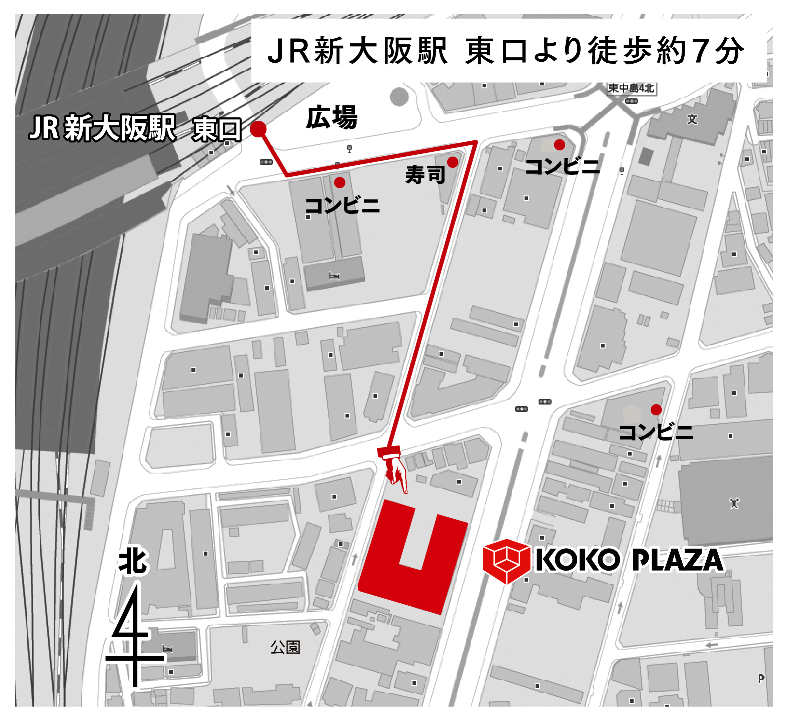 JR新大阪駅 東口より徒歩約7分
東中島4北
JR 新大阪駅 東口
広場
文
コンビニ
寿司
コンビニ
コンビニ
KOKO PLAZA
北
公園
P